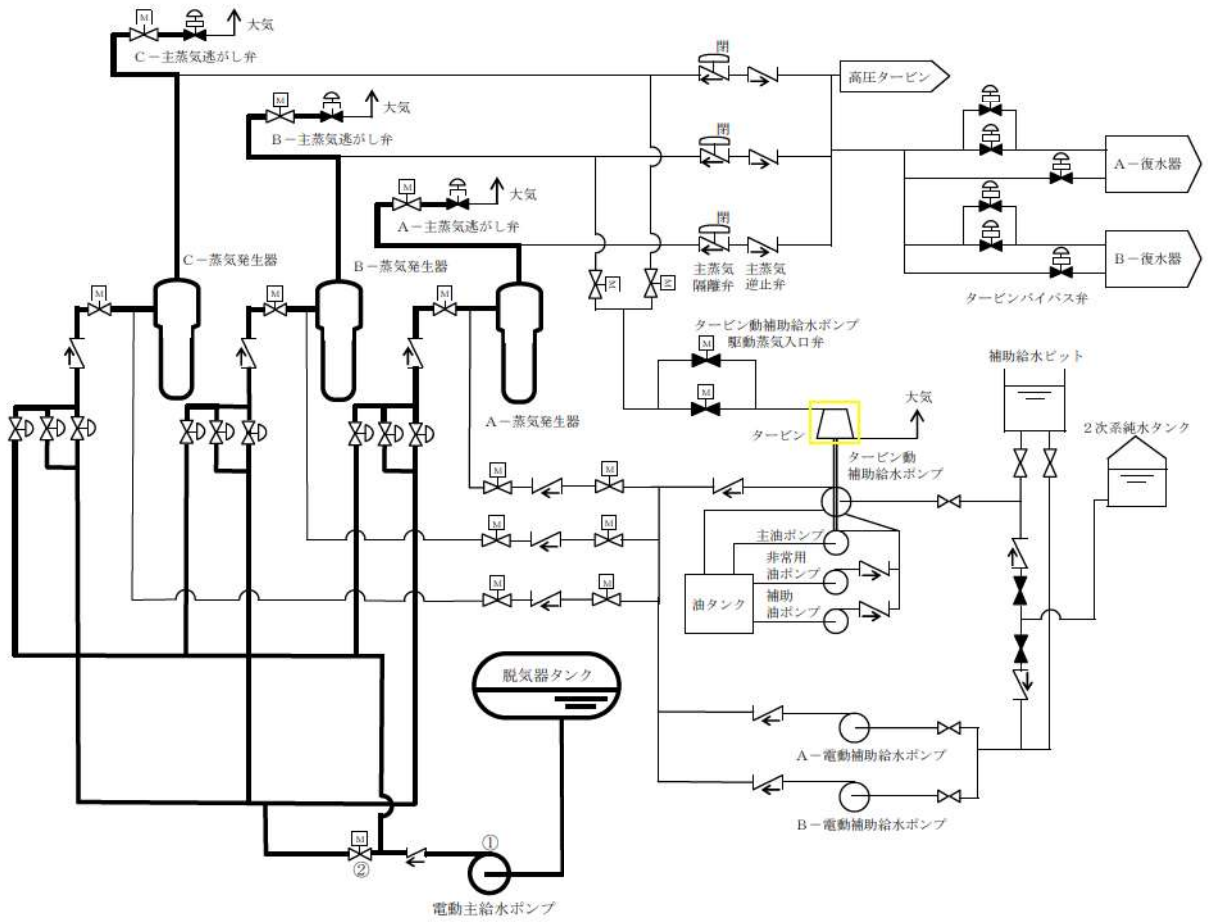 M
大気
C－主蒸気逃がし弁
M
大気
B－主蒸気逃がし弁
M
大気
A－主蒸気逃がし弁
閉
高圧タービン
閉
A－復水器
閉
主蒸気
隔離弁
主蒸気
逆止弁
B－復水器
タービンバイパス弁
C－蒸気発生器
B－蒸気発生器
A－蒸気発生器
M
M
M
M
M
タービン動補助給水ポンプ
駆動蒸気入口弁
M
M
タービン
大気
補助給水ピット
2次系純水タンク
タービン動
補助給水ポンプ
M
M
M
M
M
M
主油ポンプ
非常用
油ポンプ
補助
油ポンプ
油タンク
脱気器タンク
A－電動補助給水ポンプ
B－電動補助給水ポンプ
M
②
①
電動主給水ポンプ